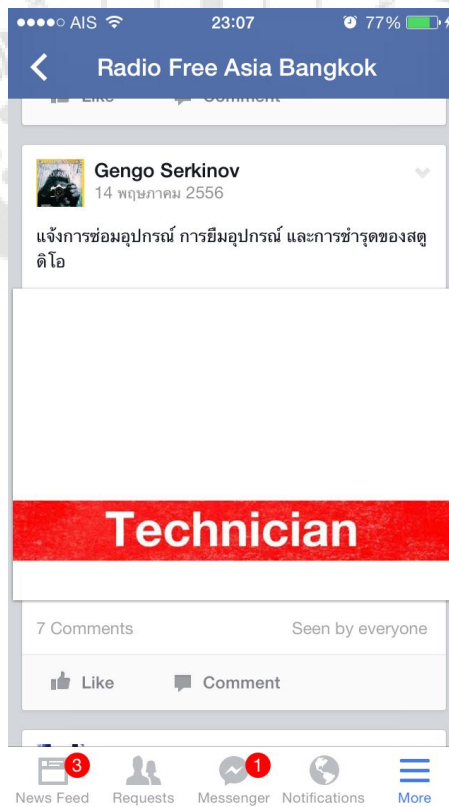 AIS 23:07 77%
Radio Free Asia Bangkok
Like Comment
Gengo Serkinov
14 พฤษภาคม 2556
แจ้งการซ่อมอุปกรณ์ การยืมอุปกรณ์ และการชำรุดของสตู
ดิโอ
Technician
7 Comments Seen by everyone
Like Comment
3 1
News Feed Requests Messenger Notifications More